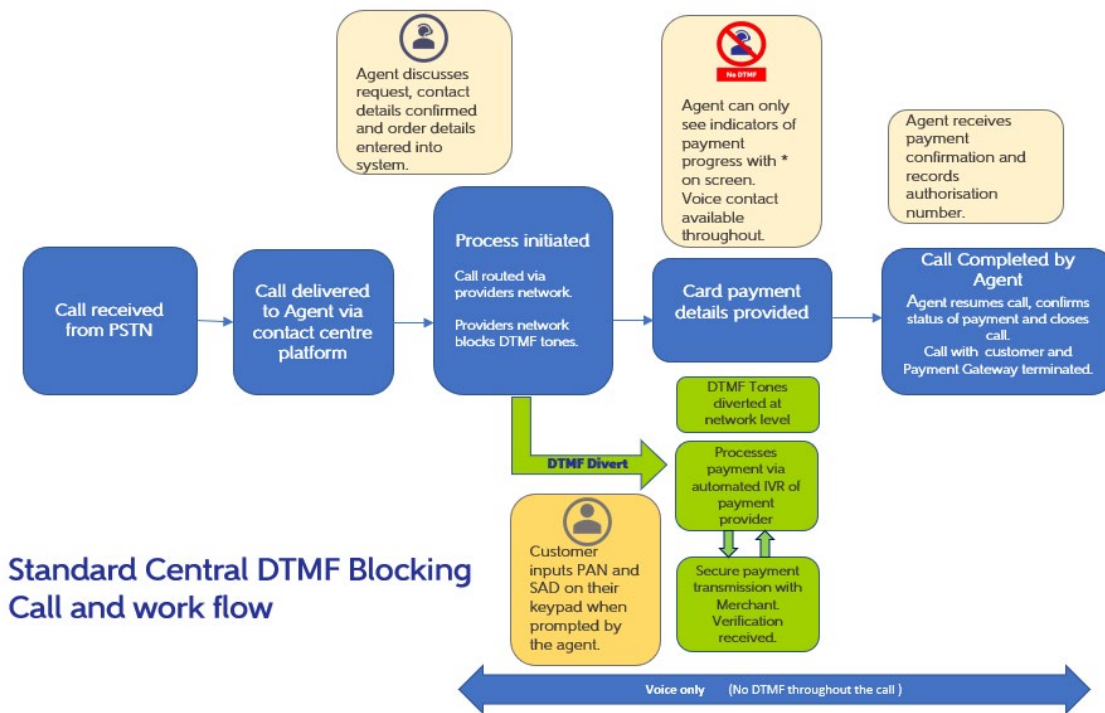 Agent discusses
request, contact
details confirmed
and order details
entered into
system.
No DTMF
Agent can only
see indicators of
payment
progress with *
on screen.
Voice contact
available
throughout.
Agent receives
payment
confirmation and
records
authorisation
number.
Call received
from PSTN
Call delivered
to Agent via
contact centre
platform
Process initiated
Call routed via
providers network.
Providers network
blocks DTMF tones.
Card payment
details provided
Call Completed by
Agent
Agent resumes call, confirms
status of payment and closes
call.
Call with customer and
Payment Gateway terminated.
DTMF Divert
DTMF Tones
diverted at
network level
Processes
payment via
automated IVR of
payment
provider
Secure payment
transmission with
Merchant.
Verification
received.
Customer
inputs PAN and
SAD on their
keypad when
prompted by
the agent.
Standard Central DTMF Blocking
Call and work flow
Voice only (No DTMF throughout the call )